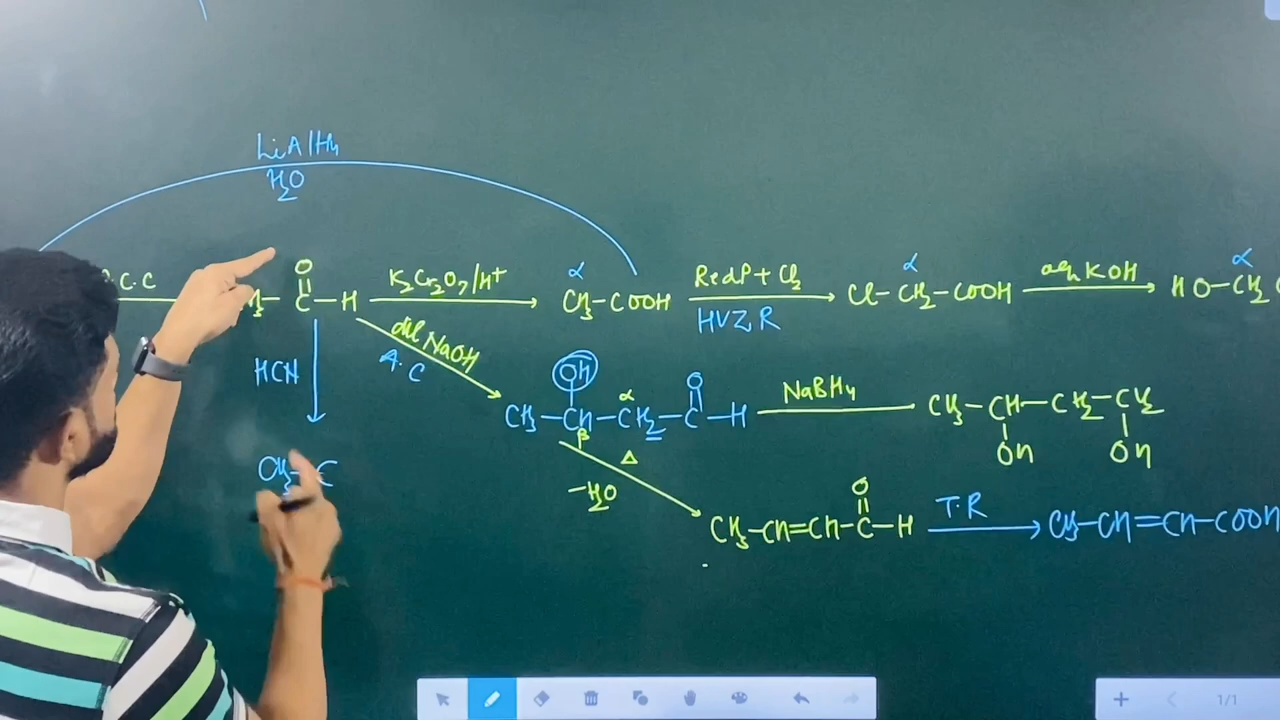 LiAlH4
H2O
.C.C
O
C–H
K2Cr2O7/H+
α
CH3–COOH
Red P + Cl2
HVZ R
α
Cl–CH2–COOH
aq. KOH
α
HO–CH2
HCN
dil NaOH
A.C
OH
O
CH3–CH–CH2–C–H
α
β
NaBH4
CH3–CH–CH2–CH2
OH OH
CH3–C
Δ
–H2O
O
CH3–CH=CH–C–H
T.R
CH3–CH=CH–COOH
1/1